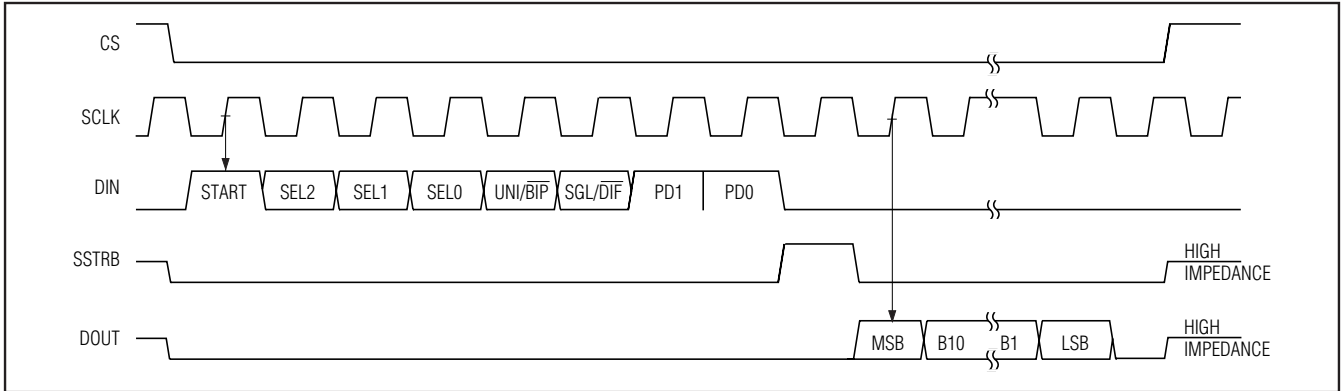 CS
SCLK
DIN
START SEL2 SEL1 SEL0 UNI/BIP SGL/DIF PD1 PD0
SSTRB
HIGH
IMPEDANCE
DOUT
MSB B10 B1 LSB
HIGH
IMPEDANCE